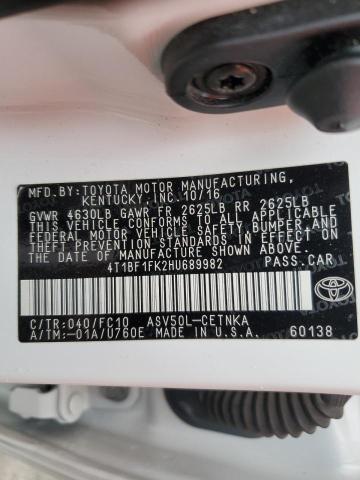 MFD. BY: TOYOTA MOTOR MANUFACTURING,
KENTUCKY, INC. 10/16
GVWR 4630LB GAWR FR 2625LB RR 2625LB
THIS VEHICLE CONFORMS TO ALL APPLICABLE
FEDERAL MOTOR VEHICLE SAFETY, BUMPER, AND
THEFT PREVENTION STANDARDS IN EFFECT ON
THE DATE OF MANUFACTURE SHOWN ABOVE.
4T1BF1FK2HU689982 PASS.CAR
C/TR: 040/FC10 ASV50L-CETNKA
A/TM: -01A/U760E MADE IN U.S.A. 60138
TOYOTA